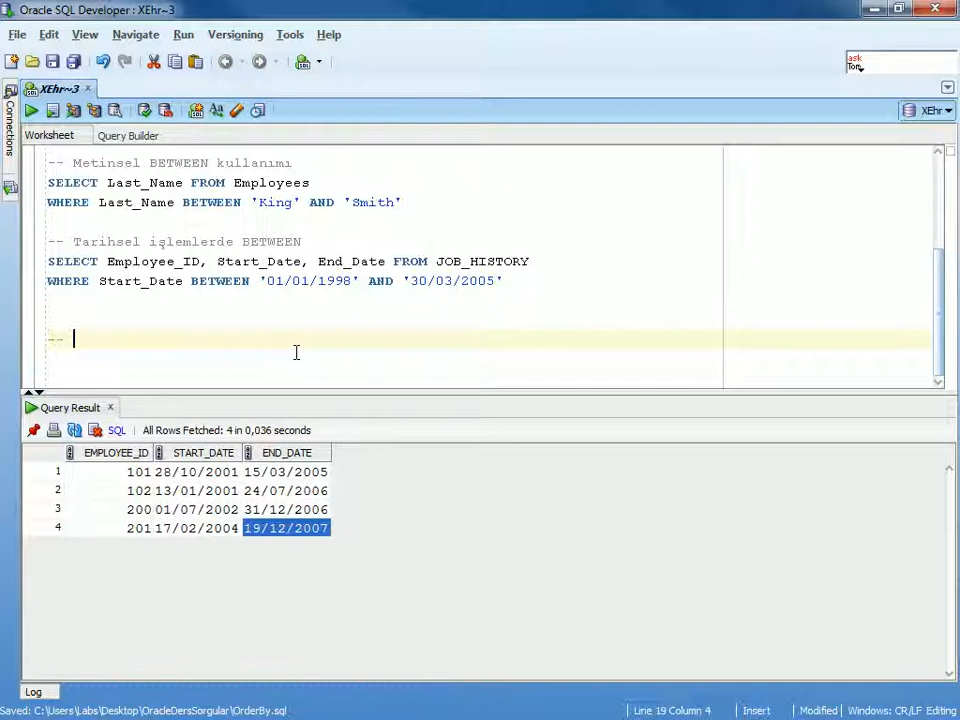 Oracle SQL Developer : XEhr~3
File Edit View Navigate Run Versioning Tools Help
ask
Tom
XEhr~3
Connections
XEhr
Worksheet Query Builder
-- Metinsel BETWEEN kullanımı
SELECT Last_Name FROM Employees
WHERE Last_Name BETWEEN 'King' AND 'Smith'
-- Tarihsel işlemlerde BETWEEN
SELECT Employee_ID, Start_Date, End_Date FROM JOB_HISTORY
WHERE Start_Date BETWEEN '01/01/1998' AND '30/03/2005'
--
Query Result
SQL All Rows Fetched: 4 in 0,036 seconds
EMPLOYEE_ID START_DATE END_DATE
1 101 28/10/2001 15/03/2005
2 102 13/01/2001 24/07/2006
3 200 01/07/2002 31/12/2006
4 201 17/02/2004 19/12/2007
Log
Saved: C:\Users\Labs\Desktop\OracleDersSorgular\OrderBy.sql Line 19 Column 4 Insert Modified Windows: CR/LF Editing